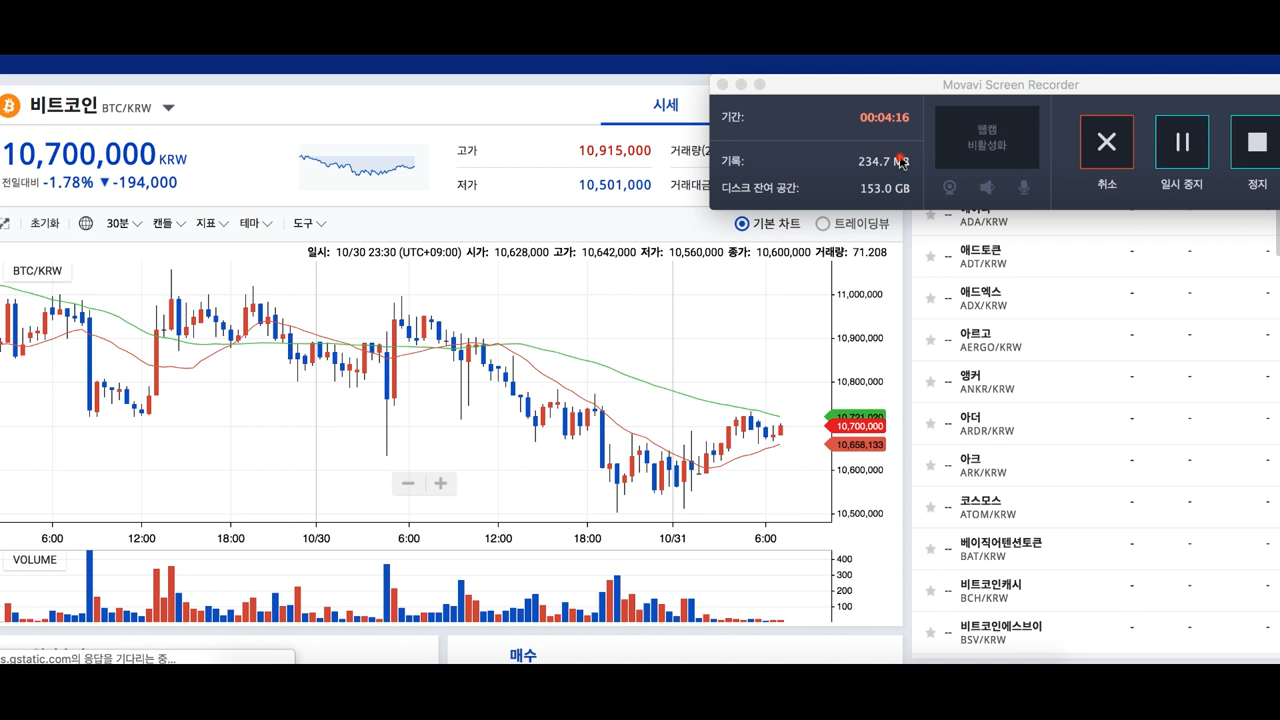 Movavi Screen Recorder
비트코인 BTC/KRW
시세
기간: 00:04:16
웹캠
비활성화
10,700,000 KRW
고가 10,915,000 거래량(2
기록: 234.7
취소 일시 중지 정지
전일대비 -1.78% ▼ -194,000
저가 10,501,000 거래대금
디스크 잔여 공간: 153.0 GB
초기화 30분 캔들 지표 테마 도구
기본 차트 트레이딩뷰
일시: 10/30 23:30 (UTC+09:00) 시가: 10,628,000 고가: 10,642,000 저가: 10,560,000 종가: 10,600,000 거래량: 71.208
BTC/KRW
11,000,000
10,900,000
10,800,000
10,721,020
10,700,000
10,658,133
10,600,000
10,500,000
6:00 12:00 18:00 10/30 6:00 12:00 18:00 10/31 6:00
VOLUME
400
300
200
100
-- ADA/KRW - - -
-- 애드토큰 - - -
ADT/KRW
-- 애드엑스 - - -
ADX/KRW
-- 아르고 - - -
AERGO/KRW
-- 앵커 - - -
ANKR/KRW
-- 아더 - - -
ARDR/KRW
-- 아크 - - -
ARK/KRW
-- 코스모스 - - -
ATOM/KRW
-- 베이직어텐션토큰 - - -
BAT/KRW
-- 비트코인캐시 - - -
BCH/KRW
-- 비트코인에스브이 - - -
BSV/KRW
매수
s.gstatic.com의 응답을 기다리는 중...